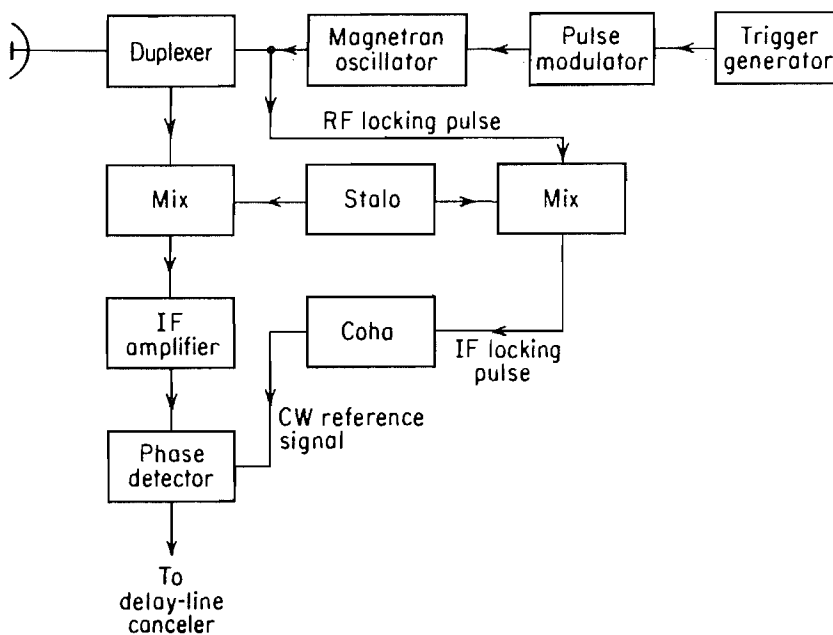 Duplexer
Magnetran
oscillator
Pulse
modulator
Trigger
generator
RF locking pulse
Mix
Stalo
Mix
IF
amplifier
Coha
IF locking
pulse
CW reference
signal
Phase
detector
To
delay-line
canceler